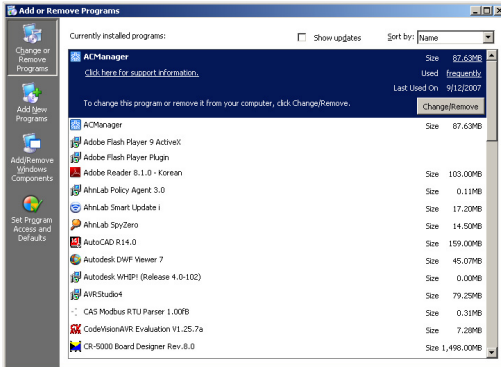 Add or Remove Programs
Change or
Remove
Programs
Add New
Programs
Add/Remove
Windows
Components
Set Program
Access and
Defaults
Currently installed programs:
Show updates
Sort by: Name
ACManager Size 87.63MB
Click here for support information. Used frequently
Last Used On 9/12/2007
To change this program or remove it from your computer, click Change/Remove. Change/Remove
ACManager Size 87.63MB
Adobe Flash Player 9 ActiveX
Adobe Flash Player Plugin
Adobe Reader 8.1.0 - Korean Size 103.00MB
AhnLab Policy Agent 3.0 Size 0.11MB
AhnLab Smart Update i Size 17.20MB
AhnLab SpyZero Size 14.50MB
AutoCAD R14.0 Size 159.00MB
Autodesk DWF Viewer 7 Size 45.07MB
Autodesk WHIP! (Release 4.0-102) Size 0.00MB
AVRStudio4 Size 79.25MB
CAS Modbus RTU Parser 1.00fB Size 0.31MB
CodeVisionAVR Evaluation V1.25.7a Size 7.28MB
CR-5000 Board Designer Rev.8.0 Size 1,498.00MB